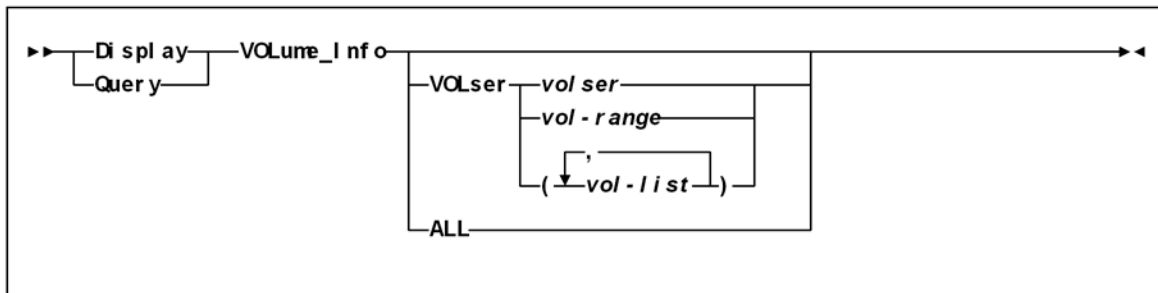 Display VOLume_Info
Query
VOLser volser
vol-range
,
( vol-list )
ALL